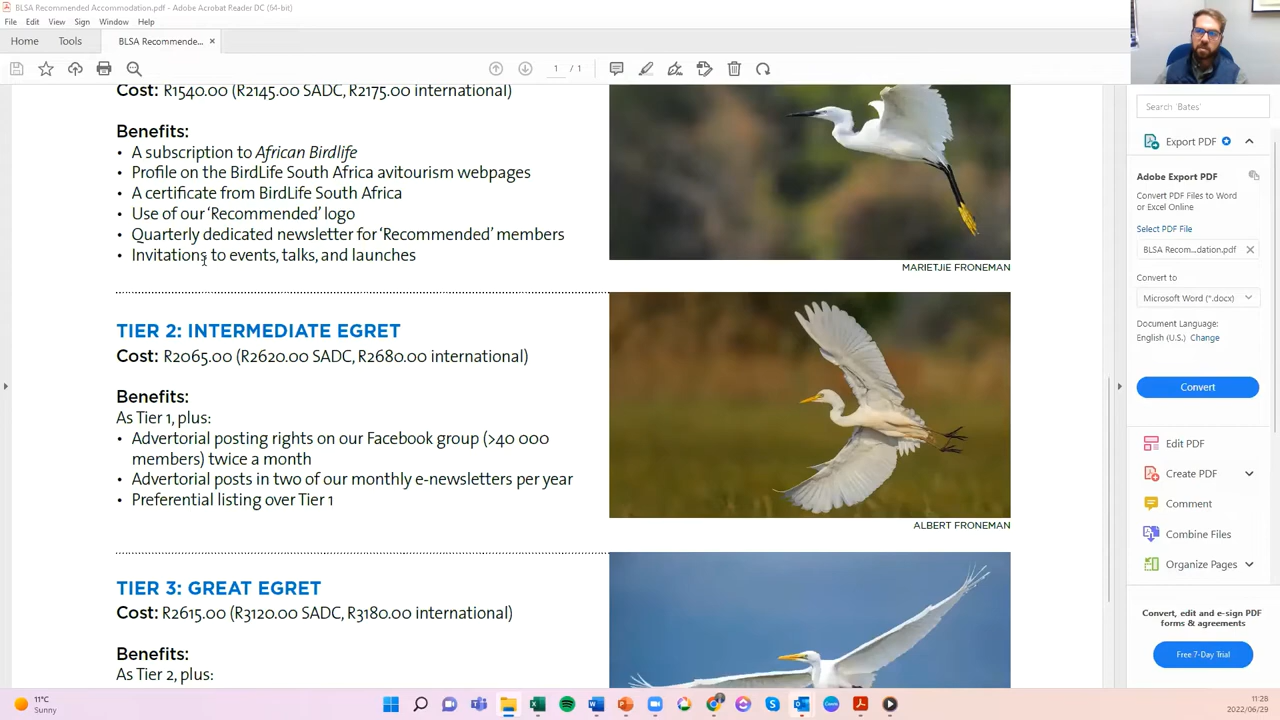 BLSA Recommended Accommodation.pdf - Adobe Acrobat Reader DC (64-bit)
File Edit View Sign Window Help
Home Tools BLSA Recommende... ×
1 / 1
Search 'Bates'
Export PDF
Adobe Export PDF
Convert PDF Files to Word
or Excel Online
Select PDF File
BLSA Recom...dation.pdf
Convert to
Microsoft Word (*.docx)
Document Language:
English (U.S.) Change
Convert
Edit PDF
Create PDF
Comment
Combine Files
Organize Pages
Convert, edit and e-sign PDF
forms & agreements
Free 7-Day Trial
Cost: R1540.00 (R2145.00 SADC, R2175.00 international)
Benefits:
• A subscription to African Birdlife
• Profile on the BirdLife South Africa avitourism webpages
• A certificate from BirdLife South Africa
• Use of our ‘Recommended’ logo
• Quarterly dedicated newsletter for ‘Recommended’ members
• Invitations to events, talks, and launches
MARIETJIE FRONEMAN
TIER 2: INTERMEDIATE EGRET
Cost: R2065.00 (R2620.00 SADC, R2680.00 international)
Benefits:
As Tier 1, plus:
• Advertorial posting rights on our Facebook group (>40 000
members) twice a month
• Advertorial posts in two of our monthly e-newsletters per year
• Preferential listing over Tier 1
ALBERT FRONEMAN
TIER 3: GREAT EGRET
Cost: R2615.00 (R3120.00 SADC, R3180.00 international)
Benefits:
As Tier 2, plus:
11°C
Sunny
11:28
2022/06/29